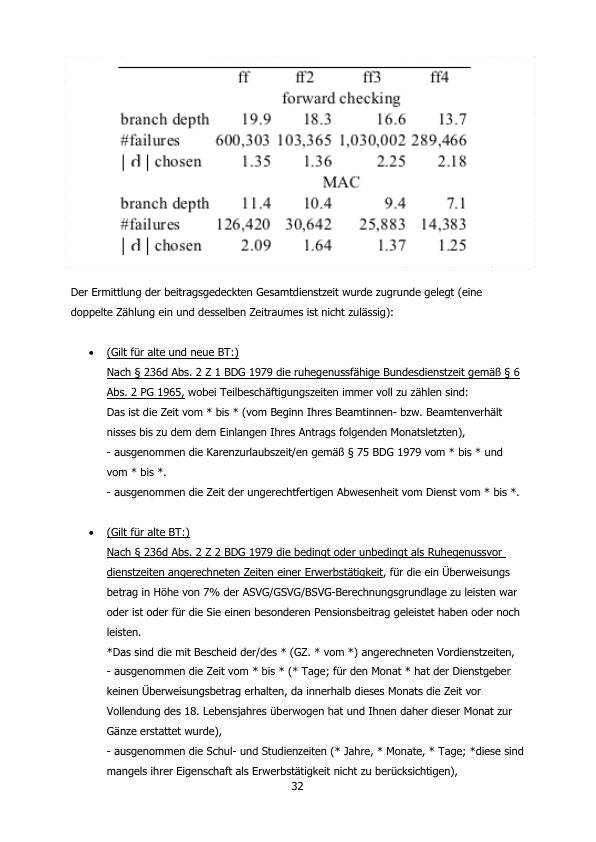 ff ff2 ff3 ff4
forward checking
branch depth 19.9 18.3 16.6 13.7
#failures 600,303 103,365 1,030,002 289,466
| d | chosen 1.35 1.36 2.25 2.18
MAC
branch depth 11.4 10.4 9.4 7.1
#failures 126,420 30,642 25,883 14,383
| d | chosen 2.09 1.64 1.37 1.25
Der Ermittlung der beitragsgedeckten Gesamtdienstzeit wurde zugrunde gelegt (eine
doppelte Zählung ein und desselben Zeitraumes ist nicht zulässig):
• (Gilt für alte und neue BT:)
Nach § 236d Abs. 2 Z 1 BDG 1979 die ruhegenussfähige Bundesdienstzeit gemäß § 6
Abs. 2 PG 1965, wobei Teilbeschäftigungszeiten immer voll zu zählen sind:
Das ist die Zeit vom * bis * (vom Beginn Ihres Beamtinnen- bzw. Beamtenverhält
nisses bis zu dem dem Einlangen Ihres Antrags folgenden Monatsletzten),
- ausgenommen die Karenzurlaubszeit/en gemäß § 75 BDG 1979 vom * bis * und
vom * bis *.
- ausgenommen die Zeit der ungerechtfertigen Abwesenheit vom Dienst vom * bis *.
• (Gilt für alte BT:)
Nach § 236d Abs. 2 Z 2 BDG 1979 die bedingt oder unbedingt als Ruhegenussvor
dienstzeiten angerechneten Zeiten einer Erwerbstätigkeit, für die ein Überweisungs
betrag in Höhe von 7% der ASVG/GSVG/BSVG-Berechnungsgrundlage zu leisten war
oder ist oder für die Sie einen besonderen Pensionsbeitrag geleistet haben oder noch
leisten.
*Das sind die mit Bescheid der/des * (GZ. * vom *) angerechneten Vordienstzeiten,
- ausgenommen die Zeit vom * bis * (* Tage; für den Monat * hat der Dienstgeber
keinen Überweisungsbetrag erhalten, da innerhalb dieses Monats die Zeit vor
Vollendung des 18. Lebensjahres überwogen hat und Ihnen daher dieser Monat zur
Gänze erstattet wurde),
- ausgenommen die Schul- und Studienzeiten (* Jahre, * Monate, * Tage; *diese sind
mangels ihrer Eigenschaft als Erwerbstätigkeit nicht zu berücksichtigen),
32